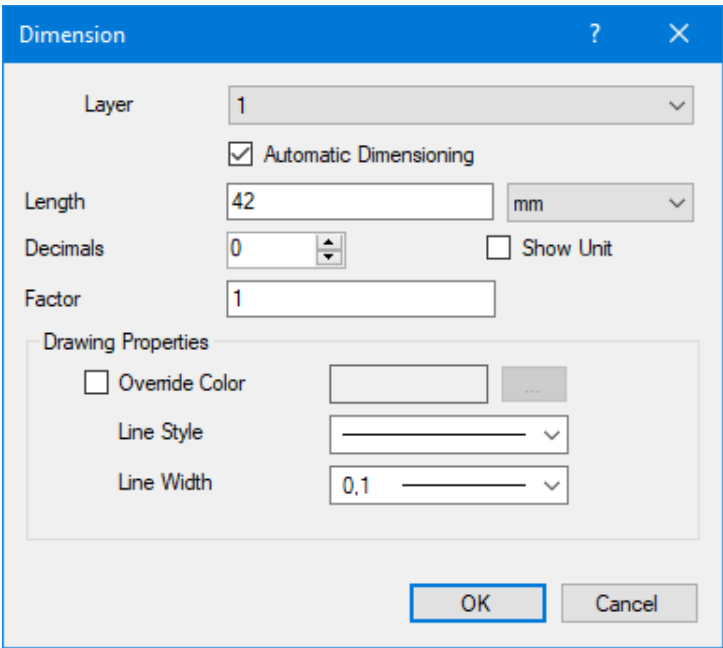 Dimension ?
Layer 1
Automatic Dimensioning
Length 42 mm
Decimals 0 Show Unit
Factor 1
Drawing Properties
Override Color ...
Line Style
Line Width 0,1
OK Cancel